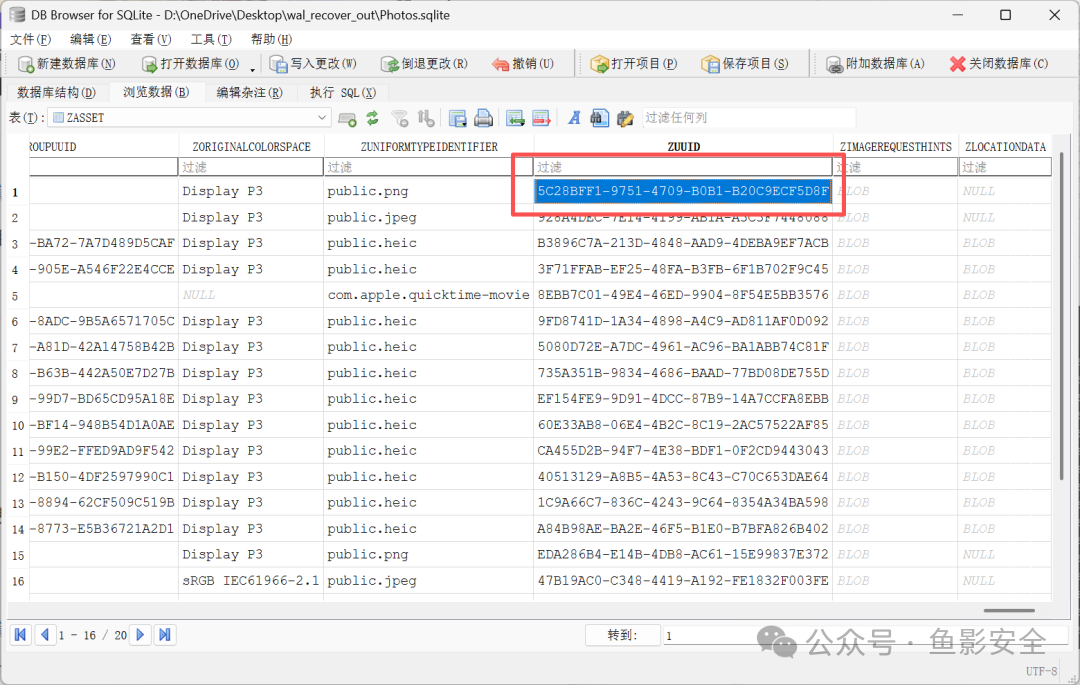 DB Browser for SQLite - D:\OneDrive\Desktop\wal_recover_out\Photos.sqlite
文件(F) 编辑(E) 查看(V) 工具(T) 帮助(H)
新建数据库(N) 打开数据库(O) 写入更改(W) 倒退更改(R) 撤销(U) 打开项目(P) 保存项目(S) 附加数据库(A) 关闭数据库(C)
数据库结构(D) 浏览数据(B) 编辑杂注(R) 执行 SQL(X)
表(T): ZASSET 过滤任何列
ROUPUUID ZORIGINALCOLORSPACE ZUNIFORMTYPEIDENTIFIER ZUUID ZIMAGEREQUESTHINTS ZLOCATIONDATA
过滤 过滤 过滤 过滤 过滤
1 Display P3 public.png 5C28BFF1-9751-4709-B0B1-B20C9ECF5D8F BLOB NULL
2 Display P3 public.jpeg 928A4DEC-7E14-4199-AB1A-A3C3F7448088 BLOB NULL
3 -BA72-7A7D489D5CAF Display P3 public.heic B3896C7A-213D-4848-AAD9-4DEBA9EF7ACB BLOB BLOB
4 -905E-A546F22E4CCE Display P3 public.heic 3F71FFAB-EF25-48FA-B3FB-6F1B702F9C45 BLOB BLOB
5 NULL com.apple.quicktime-movie 8EBB7C01-49E4-46ED-9904-8F54E5BB3576 BLOB BLOB
6 -8ADC-9B5A6571705C Display P3 public.heic 9FD8741D-1A34-4898-A4C9-AD811AF0D092 BLOB BLOB
7 -A81D-42A14758B42B Display P3 public.heic 5080D72E-A7DC-4961-AC96-BA1ABB74C81F BLOB BLOB
8 -B63B-442A50E7D27B Display P3 public.heic 735A351B-9834-4686-BAAD-77BD08DE755D BLOB BLOB
9 -99D7-BD65CD95A18E Display P3 public.heic EF154FE9-9D91-4DCC-87B9-14A7CCFA8EBB BLOB BLOB
10 -BF14-948B54D1A0AE Display P3 public.heic 60E33AB8-06E4-4B2C-8C19-2AC57522AF85 BLOB BLOB
11 -99E2-FFED9AD9F542 Display P3 public.heic CA455D2B-94F7-4E38-BDF1-0F2CD9443043 BLOB BLOB
12 -B150-4DF2597990C1 Display P3 public.heic 40513129-A8B5-4A53-8C43-C70C653DAE64 BLOB BLOB
13 -8894-62CF509C519B Display P3 public.heic 1C9A66C7-836C-4243-9C64-8354A34BA598 BLOB BLOB
14 -8773-E5B36721A2D1 Display P3 public.heic A84B98AE-BA2E-46F5-B1E0-B7BFA826B402 BLOB BLOB
15 Display P3 public.png EDA286B4-E14B-4DB8-AC61-15E99837E372 BLOB NULL
16 sRGB IEC61966-2.1 public.jpeg 47B19AC0-C348-4419-A192-FE1832F003FE BLOB NULL
1 - 16 / 20 转到: 1
公众号 · 鱼影安全
UTF-8